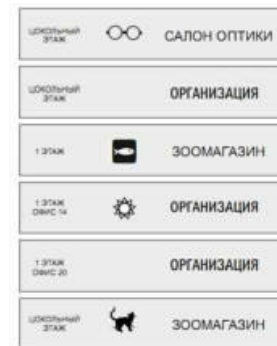 ЦОКОЛЬНЫЙ
ЭТАЖ
САЛОН ОПТИКИ
ЦОКОЛЬНЫЙ
ЭТАЖ
ОРГАНИЗАЦИЯ
1 ЭТАЖ
ЗООМАГАЗИН
1 ЭТАЖ
ОФИС 14
ОРГАНИЗАЦИЯ
1 ЭТАЖ
ОФИС 20
ОРГАНИЗАЦИЯ
ЦОКОЛЬНЫЙ
ЭТАЖ
ЗООМАГАЗИН